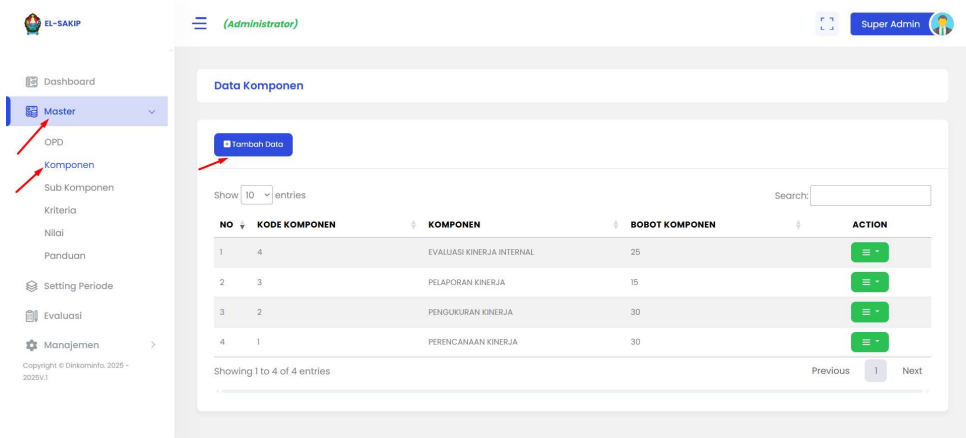 EL-SAKIP
(Administrator)
Super Admin
Dashboard
Master
OPD
Komponen
Sub Komponen
Kriteria
Nilai
Panduan
Setting Periode
Evaluasi
Manajemen
Copyright © Dinkominfo. 2025 -
2025V.1
Data Komponen
Tambah Data
Show 10 entries
Search:
NO KODE KOMPONEN KOMPONEN BOBOT KOMPONEN ACTION
1 4 EVALUASI KINERJA INTERNAL 25
2 3 PELAPORAN KINERJA 15
3 2 PENGUKURAN KINERJA 30
4 1 PERENCANAAN KINERJA 30
Showing 1 to 4 of 4 entries
Previous 1 Next